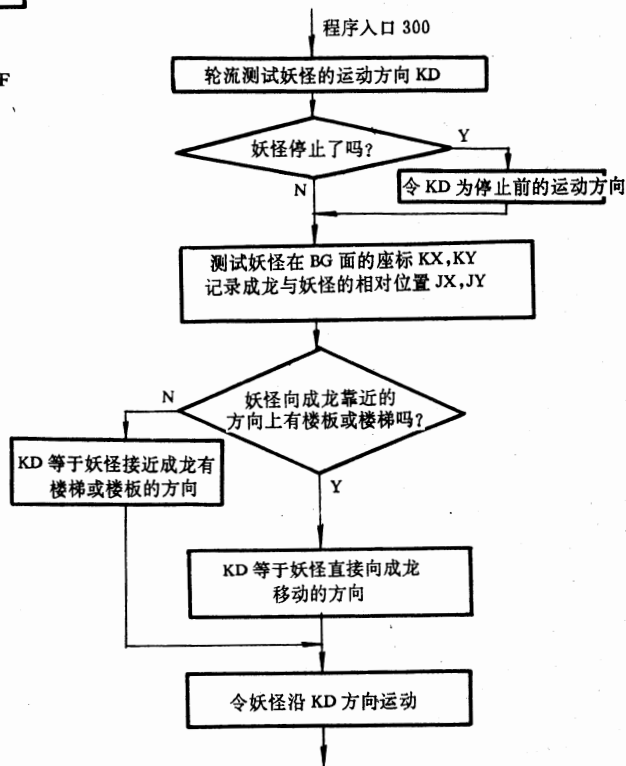 程序入口 300
F
轮流测试妖怪的运动方向 KD
妖怪停止了吗?
Y
N
令 KD 为停止前的运动方向
测试妖怪在 BG 面的座标 KX,KY
记录成龙与妖怪的相对位置 JX,JY
N
妖怪向成龙靠近的
方向上有楼板或楼梯吗?
KD 等于妖怪接近成龙有
楼梯或楼板的方向
Y
KD 等于妖怪直接向成龙
移动的方向
令妖怪沿 KD 方向运动